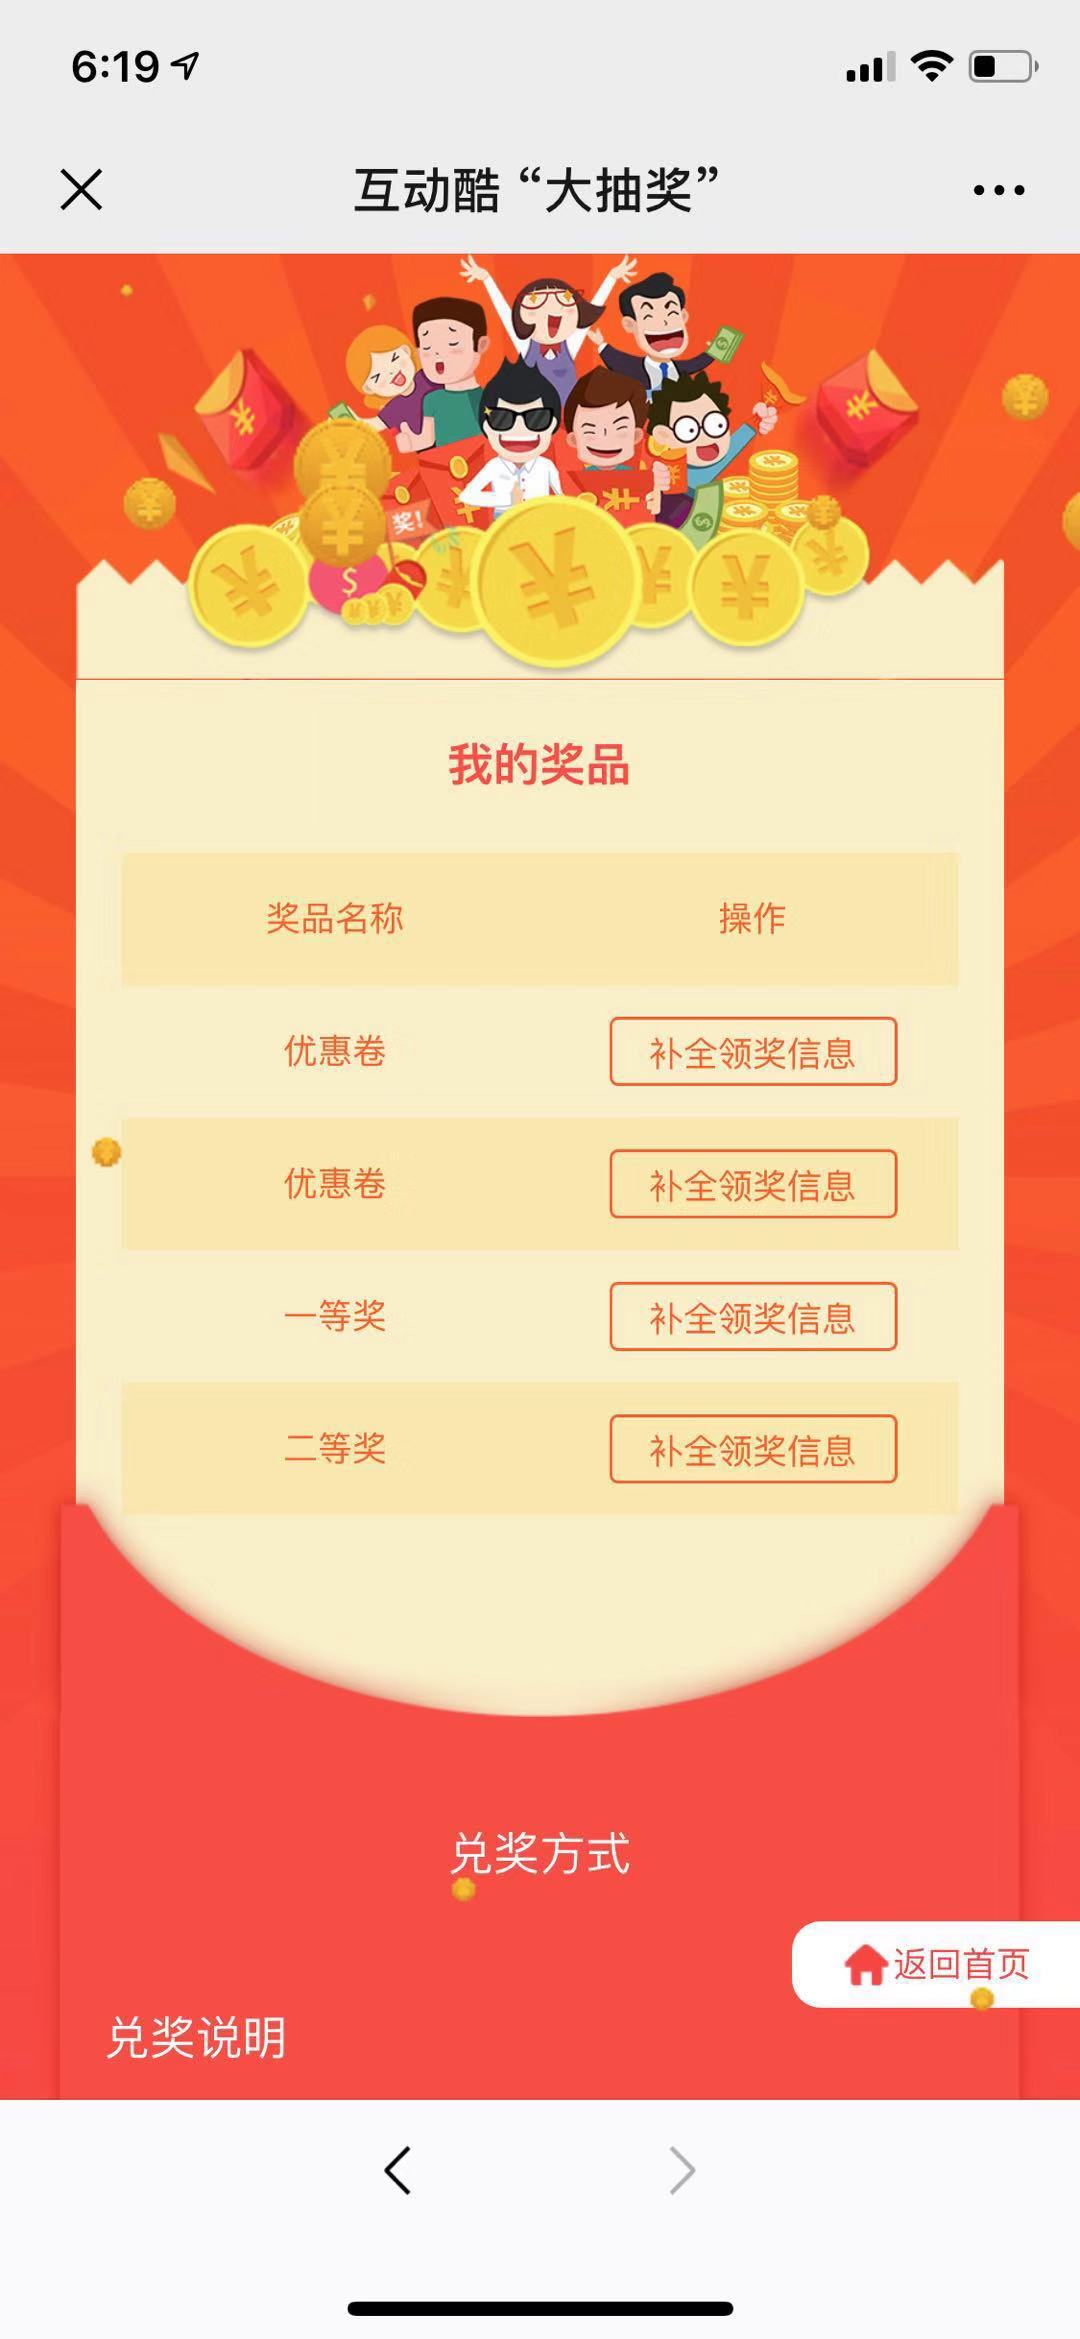 6:19
互动酷“大抽奖”
奖!
我的奖品
奖品名称 操作
优惠卷 补全领奖信息
优惠卷 补全领奖信息
一等奖 补全领奖信息
二等奖 补全领奖信息
兑奖方式
返回首页
兑奖说明